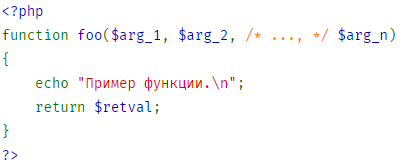 <?php
function foo($arg_1, $arg_2, /* ..., */ $arg_n)
{
    echo "Пример функции.\n";
    return $retval;
}
?>